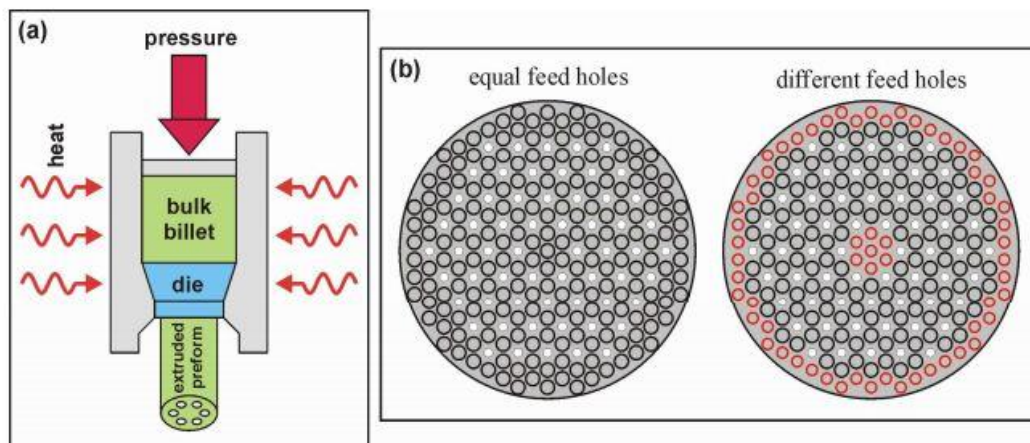 (a)
pressure
heat
bulk
billet
die
extruded
preform
(b)
equal feed holes
different feed holes